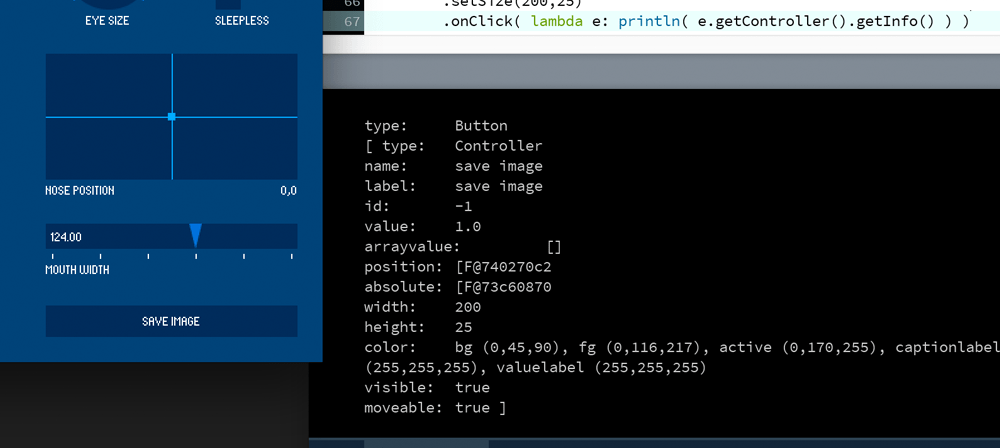 EYE SIZE
SLEEPLESS
NOSE POSITION
0,0
124.00
MOUTH WIDTH
SAVE IMAGE
66 .setSize(200,25)
67 .onClick( lambda e: println( e.getController().getInfo() ) )
type: Button
[ type: Controller
name: save image
label: save image
id: -1
value: 1.0
arrayvalue: []
position: [F@740270c2
absolute: [F@73c60870
width: 200
height: 25
color: bg (0,45,90), fg (0,116,217), active (0,170,255), captionlabel
(255,255,255), valuelabel (255,255,255)
visible: true
moveable: true ]